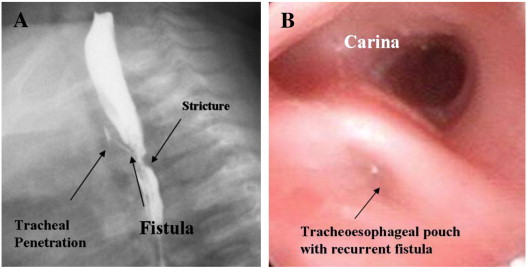 A
Stricture
Tracheal
Penetration
Fistula
B
Carina
Tracheoesophageal pouch
with recurrent fistula